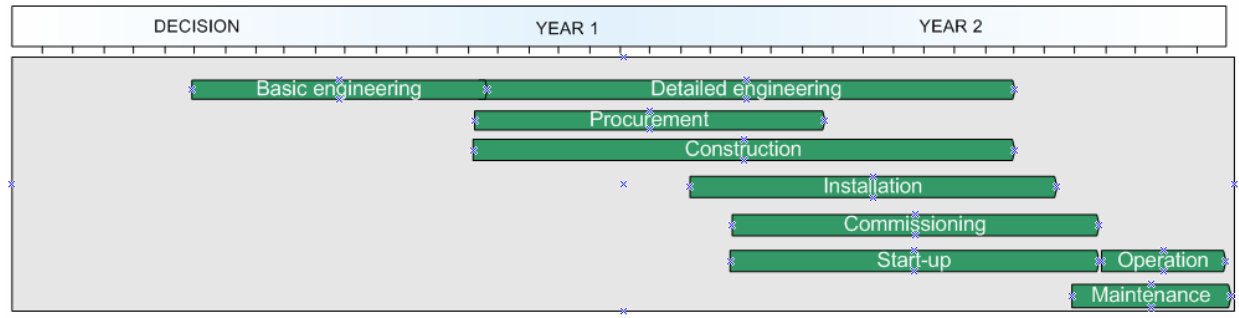 DECISION YEAR 1 YEAR 2
Basic engineering Detailed engineering
Procurement
Construction
Installation
Commissioning
Start-up Operation
Maintenance